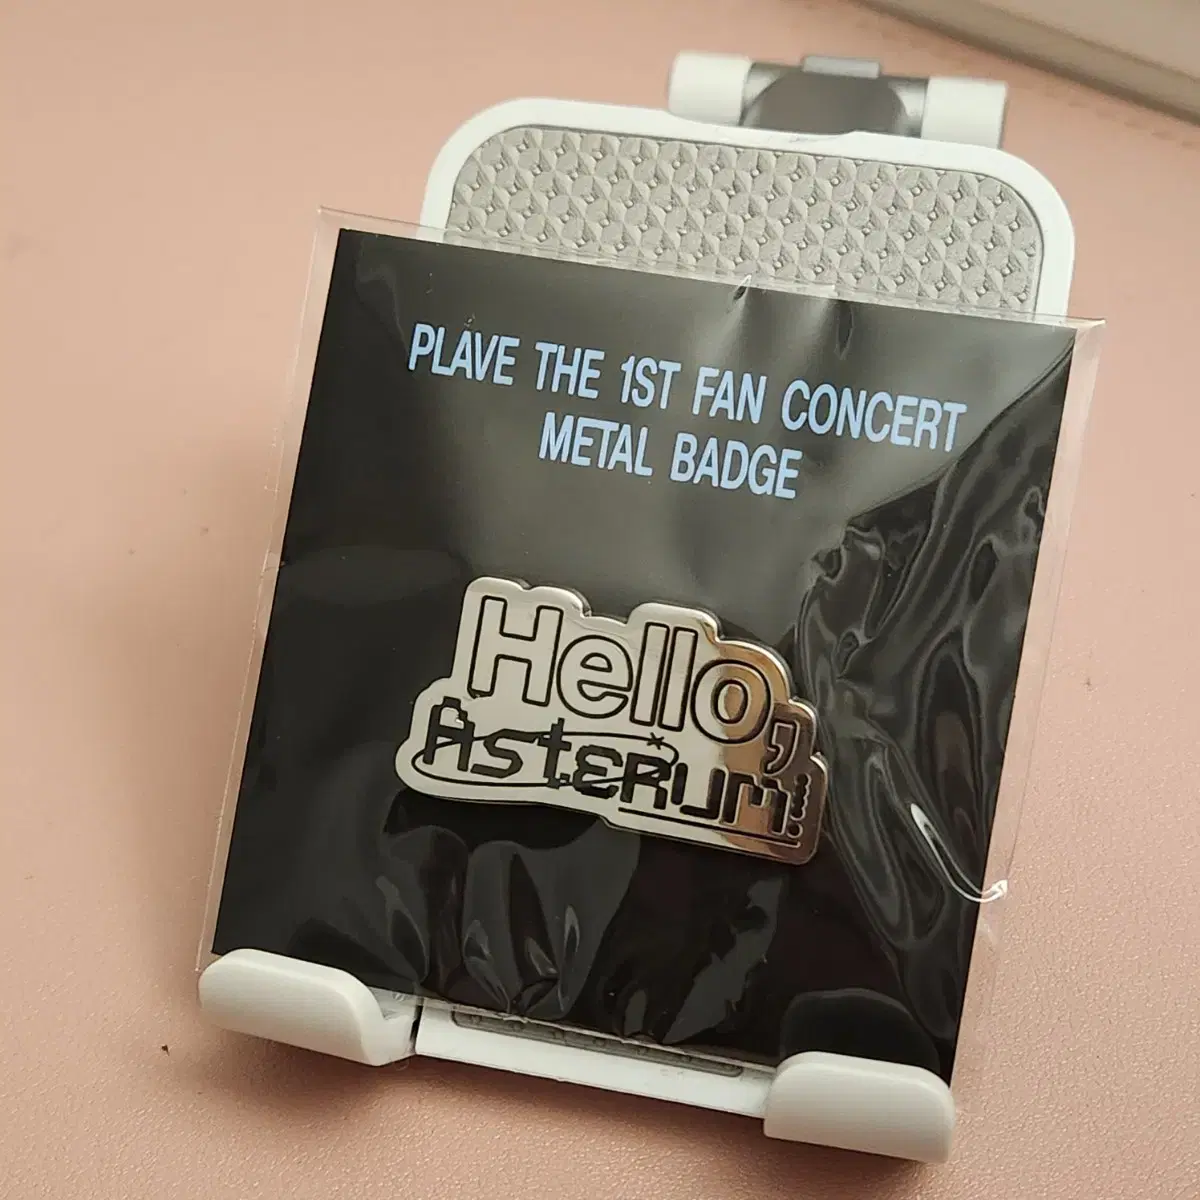 PLAVE THE 1ST FAN CONCERT
METAL BADGE
Hello,
Asterum!